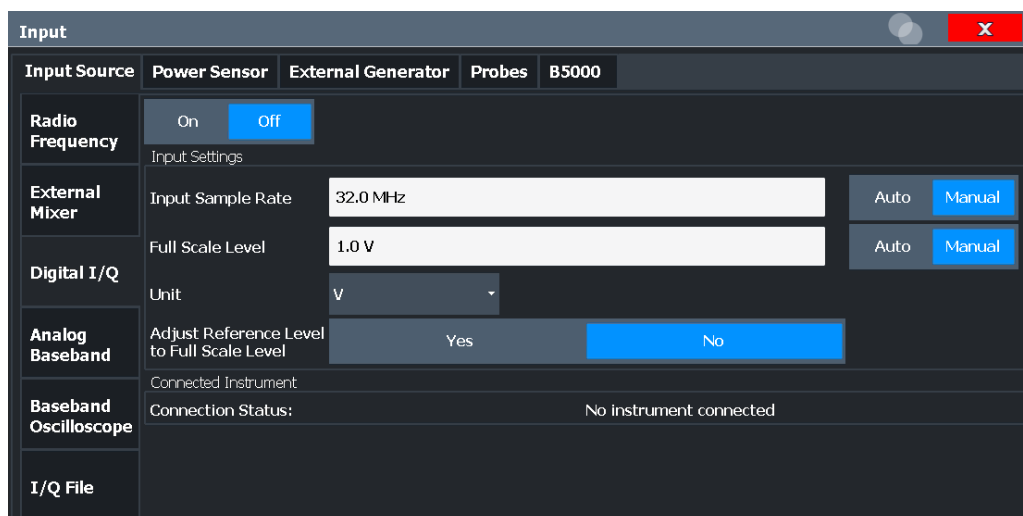 Input
X
Input Source Power Sensor External Generator Probes B5000
Radio
Frequency
On Off
Input Settings
External
Mixer
Input Sample Rate 32.0 MHz Auto Manual
Full Scale Level 1.0 V Auto Manual
Digital I/Q
Unit V
Analog
Baseband
Adjust Reference Level
to Full Scale Level
Yes No
Connected Instrument
Baseband
Oscilloscope
Connection Status: No instrument connected
I/Q File